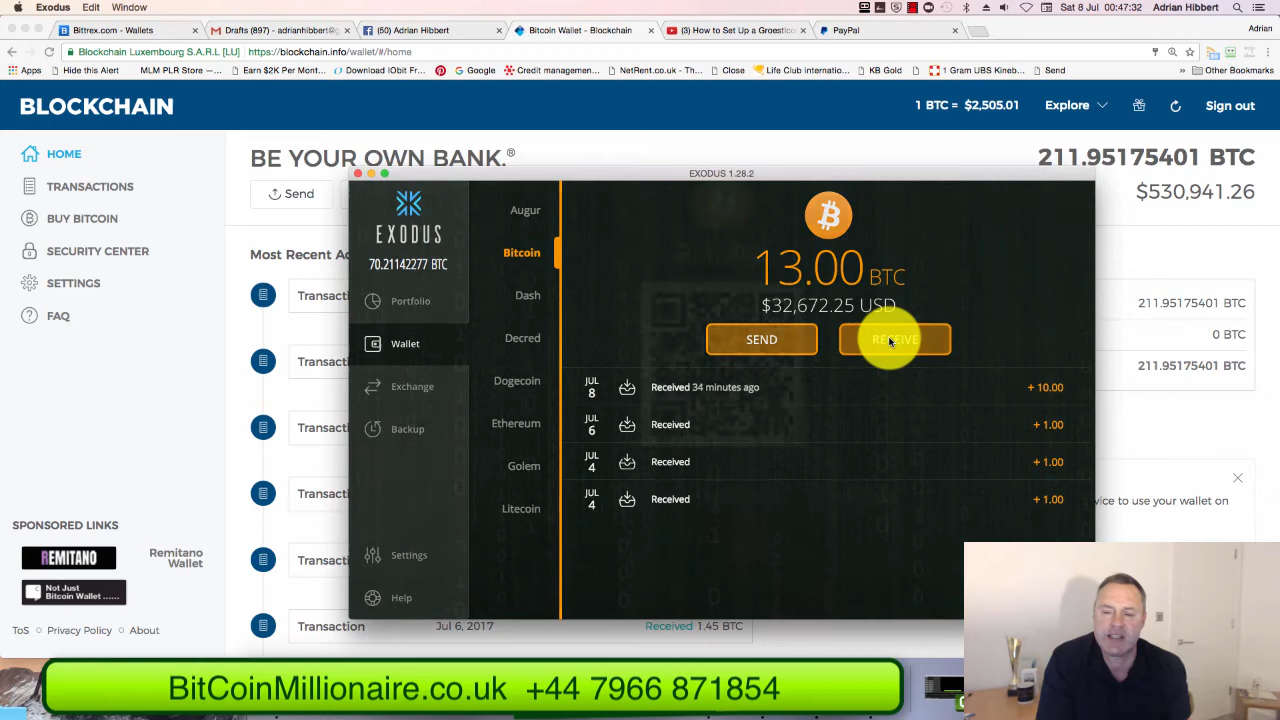 Exodus Edit Window
Sat 8 Jul 00:47:32 Adrian Hibbert
Bittrex.com - Wallets
Drafts (897) - adrianhibbert@
(50) Adrian Hibbert
Bitcoin Wallet - Blockchain
(3) How to Set Up a Groestlcoi
PayPal
Adrian
Blockchain Luxembourg S.A.R.L [LU] https://blockchain.info/wallet/#/home
Apps
Hide this Alert
MLM PLR Store—
Earn $2K Per Mont...
Download IObit Fr...
Google
Credit managemen...
NetRent.co.uk - Th...
Close
Life Club internatio...
KB Gold
1 Gram UBS Kineb...
Send
Other Bookmarks
BLOCKCHAIN
1 BTC = $2,505.01
Explore
Sign out
HOME
TRANSACTIONS
BUY BITCOIN
SECURITY CENTER
SETTINGS
FAQ
BE YOUR OWN BANK.®
211.95175401 BTC
$530,941.26
Send
Most Recent Ac
Transacti
Transacti
Transacti
Transacti
Transacti
Transaction Jul 6, 2017 Received 1.45 BTC
211.95175401 BTC
0 BTC
211.95175401 BTC
vice to use your wallet on
SPONSORED LINKS
REMITANO
Remitano
Wallet
Not Just
Bitcoin Wallet ......
ToS Privacy Policy About
EXODUS 1.28.2
EXODUS
70.21142277 BTC
Portfolio
Wallet
Exchange
Backup
Settings
Help
Augur
Bitcoin
Dash
Decred
Dogecoin
Ethereum
Golem
Litecoin
13.00 BTC
$32,672.25 USD
SEND
RECEIVE
JUL
8
Received 34 minutes ago +10.00
JUL
6
Received +1.00
JUL
4
Received +1.00
JUL
4
Received +1.00
BitCoinMillionaire.co.uk +44 7966 871854